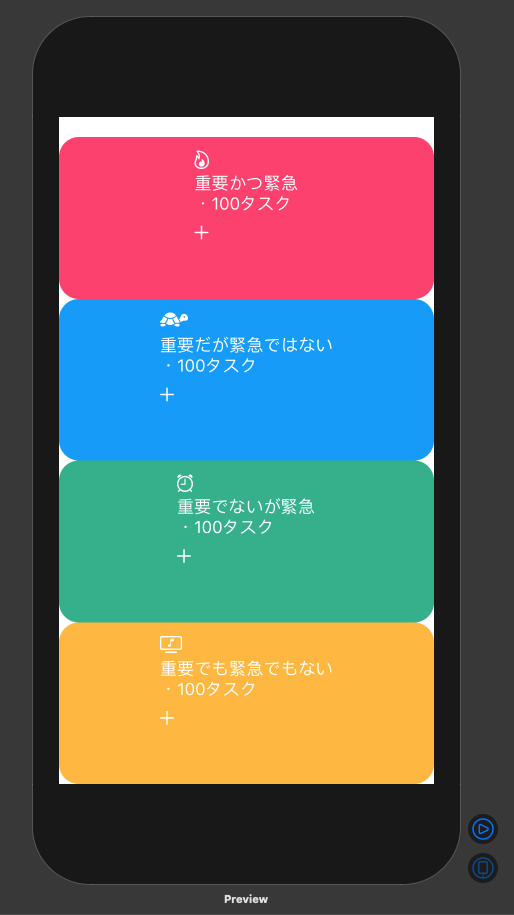 重要かつ緊急
・100タスク
重要だが緊急ではない
・100タスク
重要でないが緊急
・100タスク
重要でも緊急でもない
・100タスク
Preview